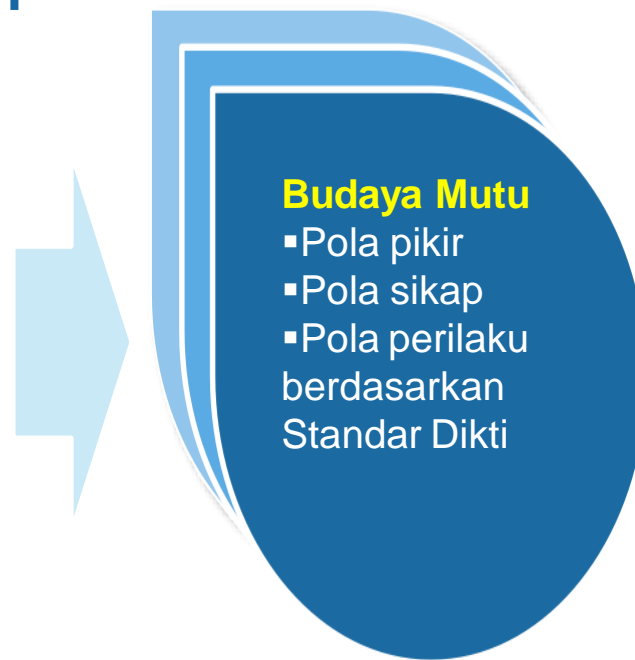 Budaya Mutu
▪Pola pikir
▪Pola sikap
▪Pola perilaku
berdasarkan
Standar Dikti